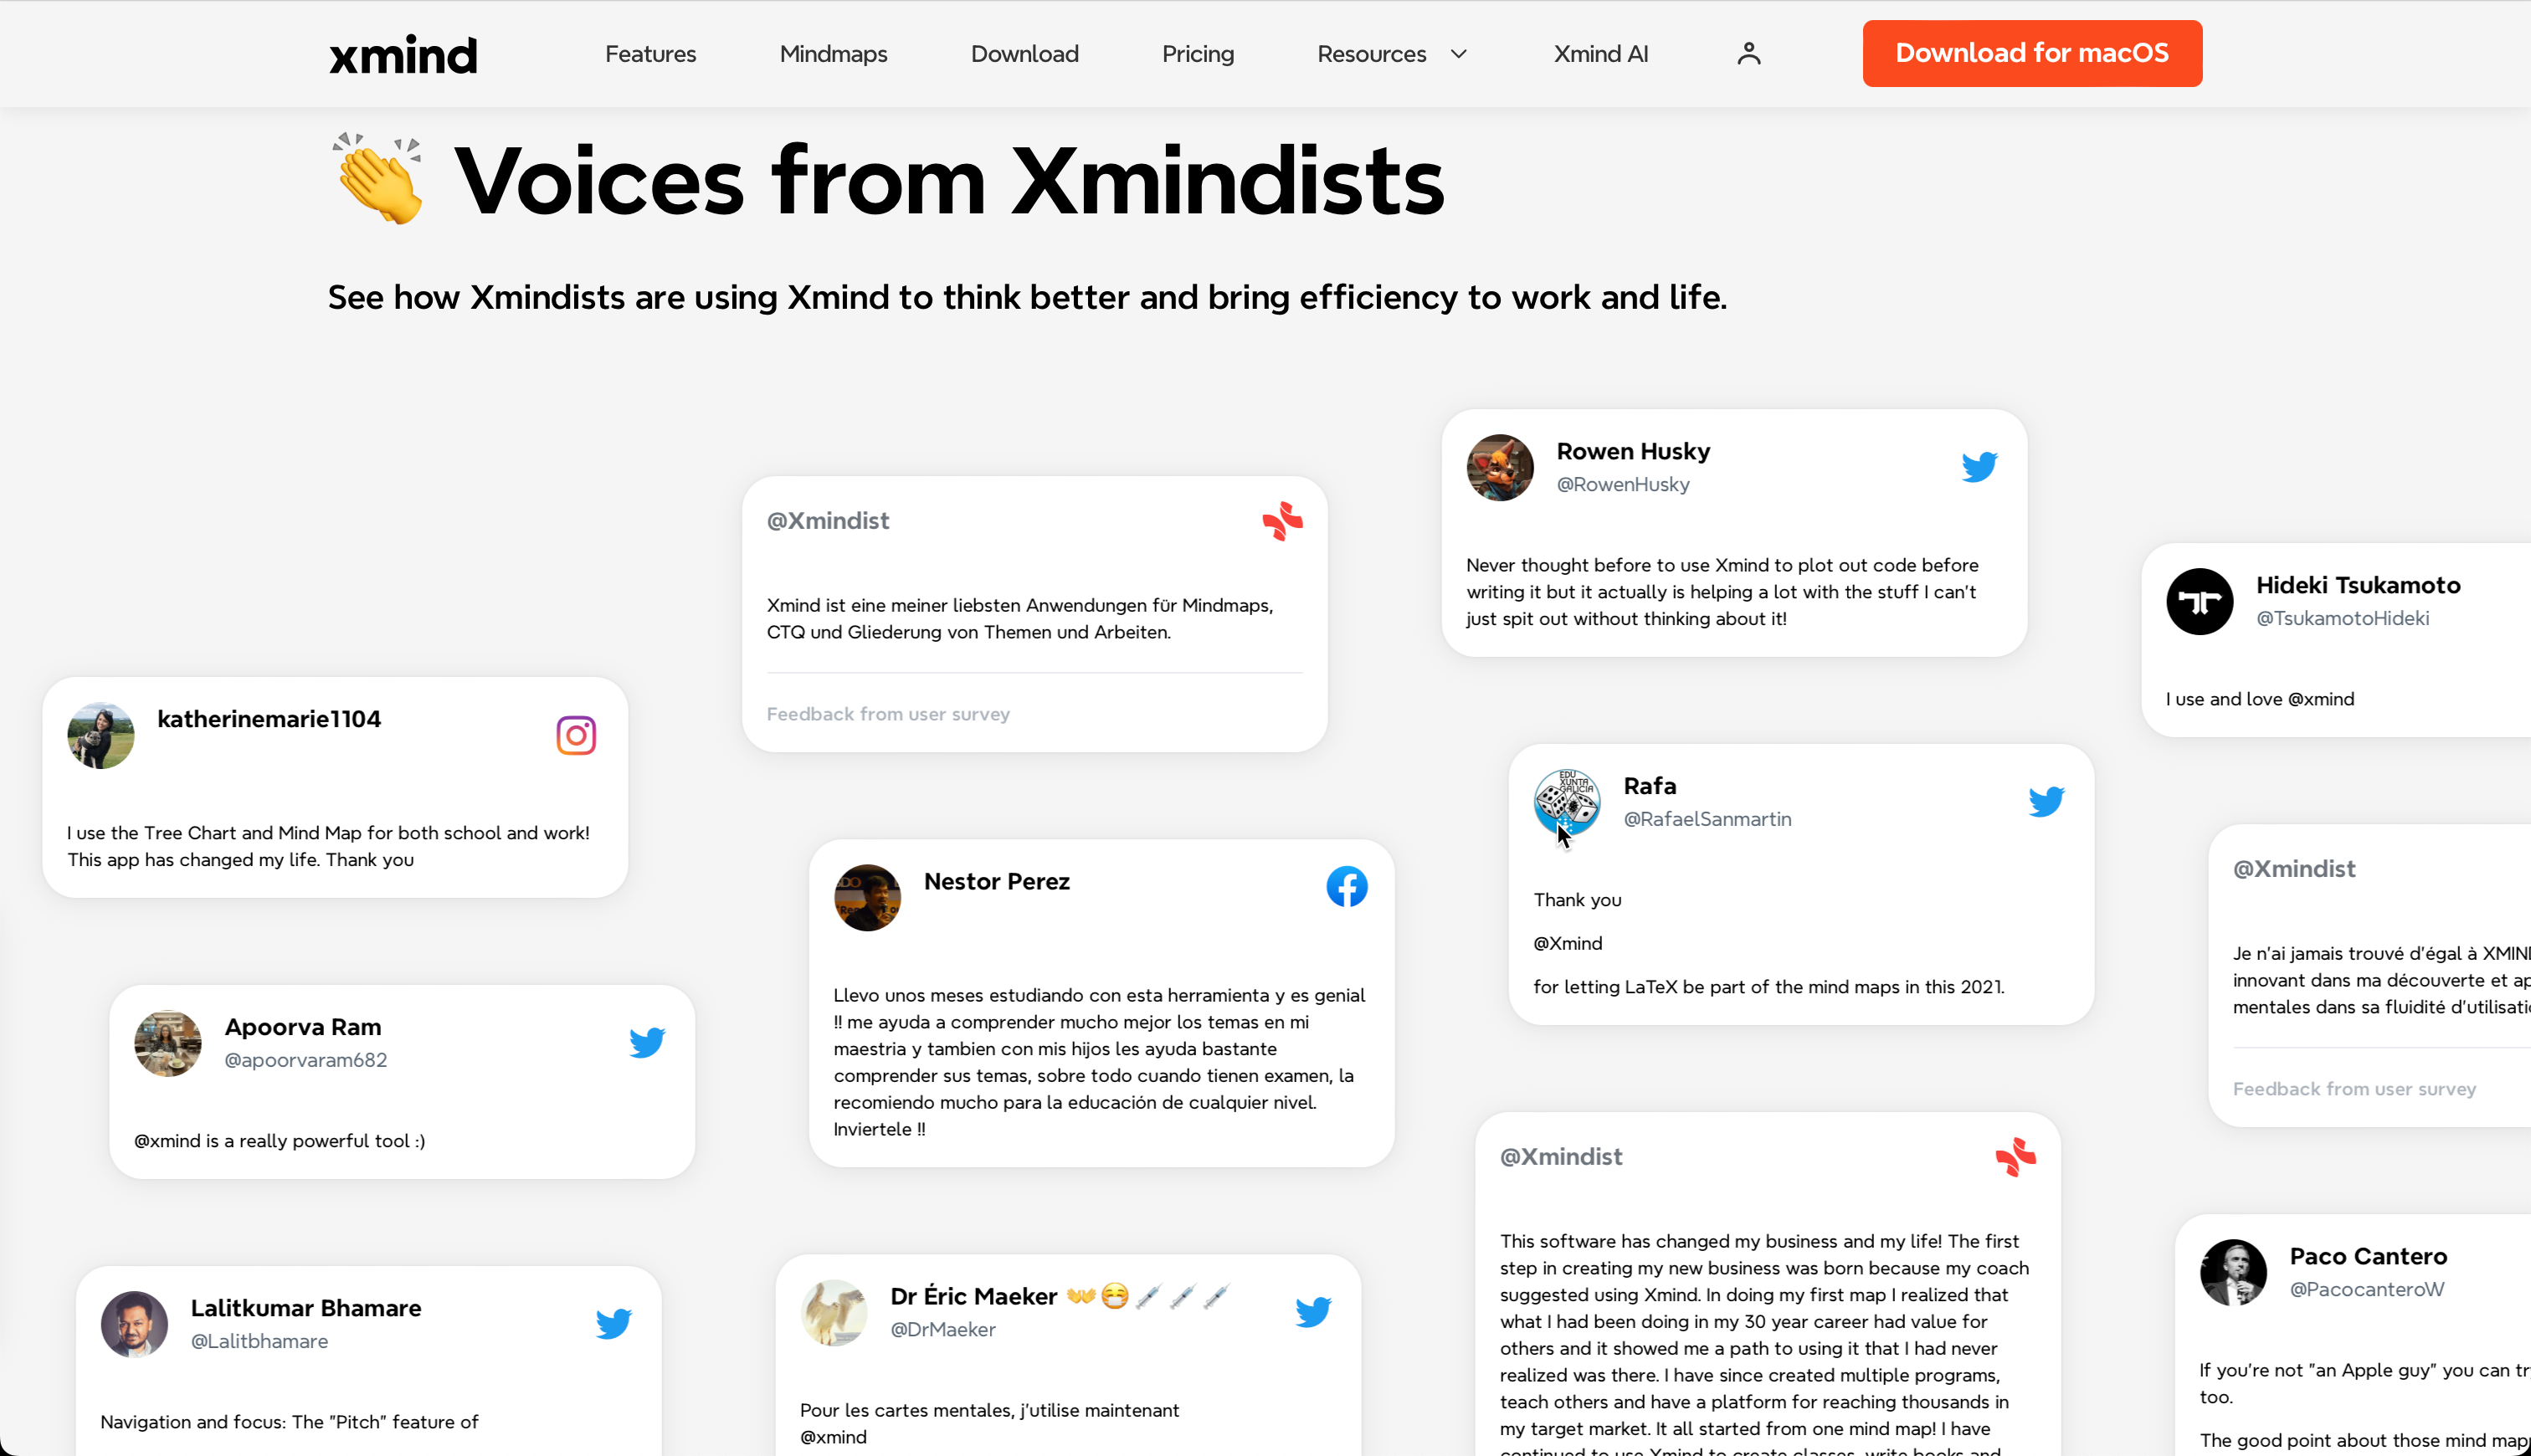 xmind
Features
Mindmaps
Download
Pricing
Resources
Xmind AI
Download for macOS
👏 Voices from Xmindists
See how Xmindists are using Xmind to think better and bring efficiency to work and life.
katherinemarie1104
I use the Tree Chart and Mind Map for both school and work!
This app has changed my life. Thank you
Apoorva Ram
@apoorvaram682
@xmind is a really powerful tool :)
Lalitkumar Bhamare
@Lalitbhamare
Navigation and focus: The "Pitch" feature of
@Xmindist
Xmind ist eine meiner liebsten Anwendungen für Mindmaps,
CTQ und Gliederung von Themen und Arbeiten.
Feedback from user survey
Nestor Perez
Llevo unos meses estudiando con esta herramienta y es genial
!! me ayuda a comprender mucho mejor los temas en mi
maestria y tambien con mis hijos les ayuda bastante
comprender sus temas, sobre todo cuando tienen examen, la
recomiendo mucho para la educación de cualquier nivel.
Inviertele !!
Dr Éric Maeker 👐😷💉💉💉
@DrMaeker
Pour les cartes mentales, j'utilise maintenant
@xmind
Rowen Husky
@RowenHusky
Never thought before to use Xmind to plot out code before
writing it but it actually is helping a lot with the stuff I can't
just spit out without thinking about it!
EDU
XUNTA
GALICIA
Rafa
@RafaelSanmartin
Thank you
@Xmind
for letting LaTeX be part of the mind maps in this 2021.
@Xmindist
This software has changed my business and my life! The first
step in creating my new business was born because my coach
suggested using Xmind. In doing my first map I realized that
what I had been doing in my 30 year career had value for
others and it showed me a path to using it that I had never
realized was there. I have since created multiple programs,
teach others and have a platform for reaching thousands in
my target market. It all started from one mind map! I have
continued to use Xmind to create classes, write books and
Hideki Tsukamoto
@TsukamotoHideki
I use and love @xmind
@Xmindist
Je n'ai jamais trouvé d'égal à
innovant dans ma découverte et
mentales dans sa fluidité
Feedback from user survey
Paco Cantero
@PacocanteroW
If you're not "an Apple guy" you can
too.
The good point about those mind